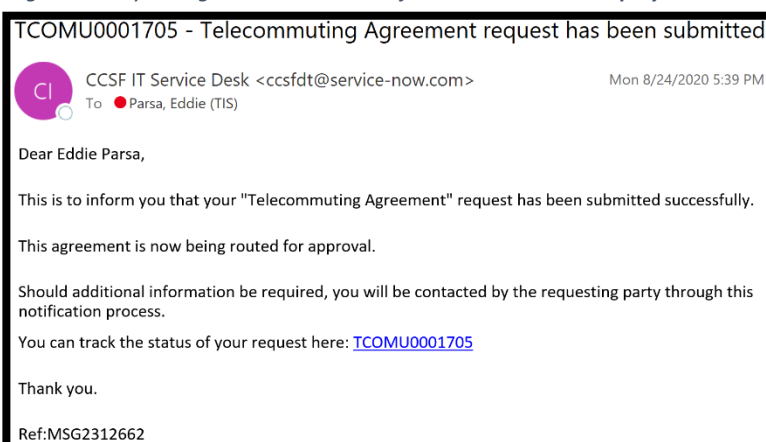 TCOMU0001705 - Telecommuting Agreement request has been submitted
CI
CCSF IT Service Desk <ccsfdt@service-now.com>
Mon 8/24/2020 5:39 PM
To Parsa, Eddie (TIS)
Dear Eddie Parsa,
This is to inform you that your "Telecommuting Agreement" request has been submitted successfully.
This agreement is now being routed for approval.
Should additional information be required, you will be contacted by the requesting party through this
notification process.
You can track the status of your request here: TCOMU0001705
Thank you.
Ref:MSG2312662